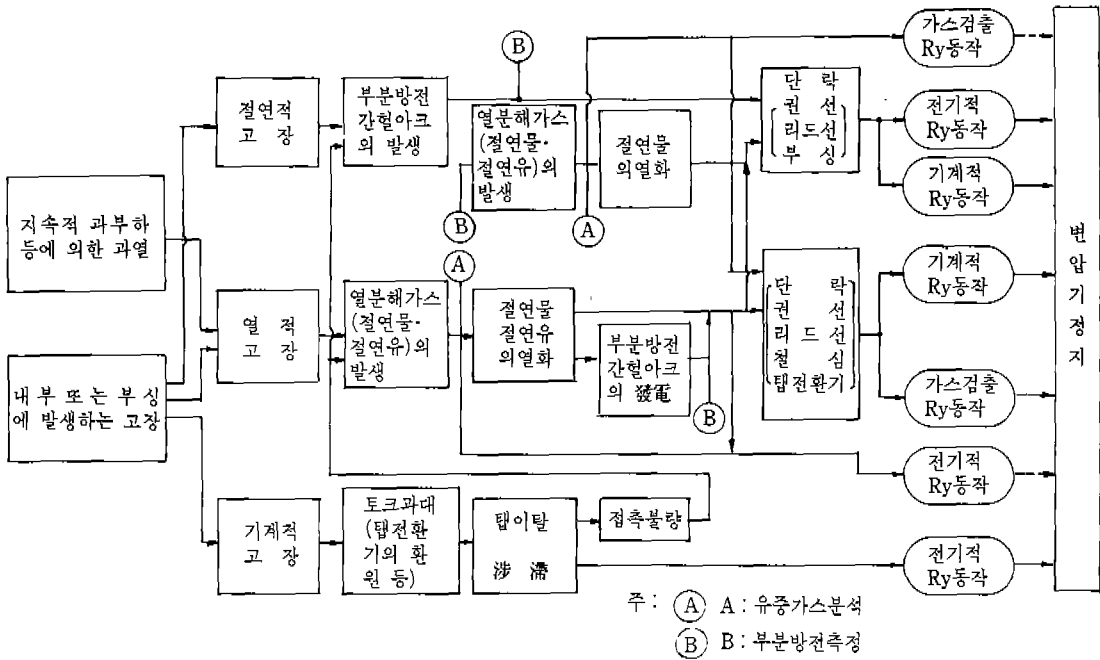 지속적 과부하
등에 의한 과열
내부 또는 부싱
에 발생하는 고장
절연적
고장
열적
고장
기계적
고장
부분방전
간헐아크
의 발생
열분해가스
(절연물·
절연유)의
발생
토크과대
(탭전환
기의 환
원 등)
B
열분해가스
(절연물·
절연유)의
발생
B
A
절연물
의열화
A
절연물
절연유
의열화
부분방전
간헐아크
의 發電
B
탭이탈
涉滯
접촉불량
단락
권선
리드선
부싱
단락
권선
리드선
철심
탭전환기
가스검출
Ry동작
전기적
Ry동작
기계적
Ry동작
기계적
Ry동작
가스검출
Ry동작
전기적
Ry동작
전기적
Ry동작
변압기정지
주: A A: 유중가스분석
B B: 부분방전측정